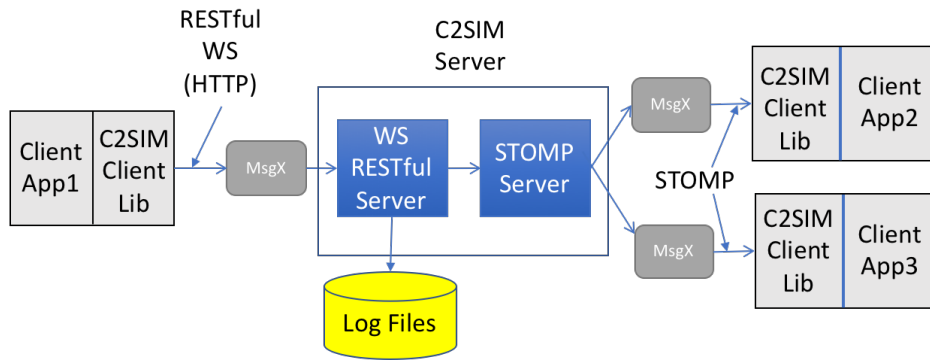 RESTful
WS
(HTTP)
C2SIM
Server
Client
App1
C2SIM
Client
Lib
MsgX
WS
RESTful
Server
STOMP
Server
MsgX
MsgX
STOMP
C2SIM
Client
Lib
Client
App2
C2SIM
Client
Lib
Client
App3
Log Files